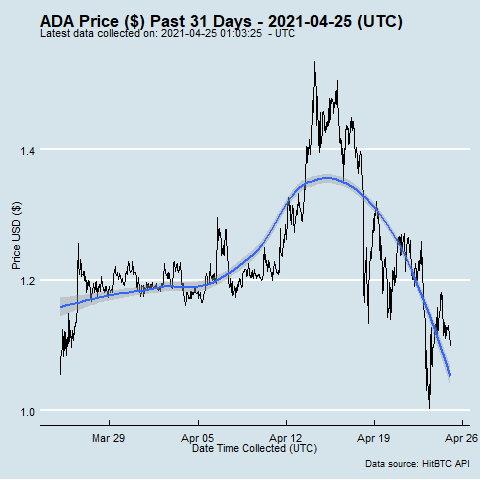 ADA Price ($) Past 31 Days - 2021-04-25 (UTC)
Latest data collected on: 2021-04-25 01:03:25  - UTC
1.4
1.2
1.0
Price USD ($)
Mar 29
Apr 05
Apr 12
Apr 19
Apr 26
Date Time Collected (UTC)
Data source: HitBTC API